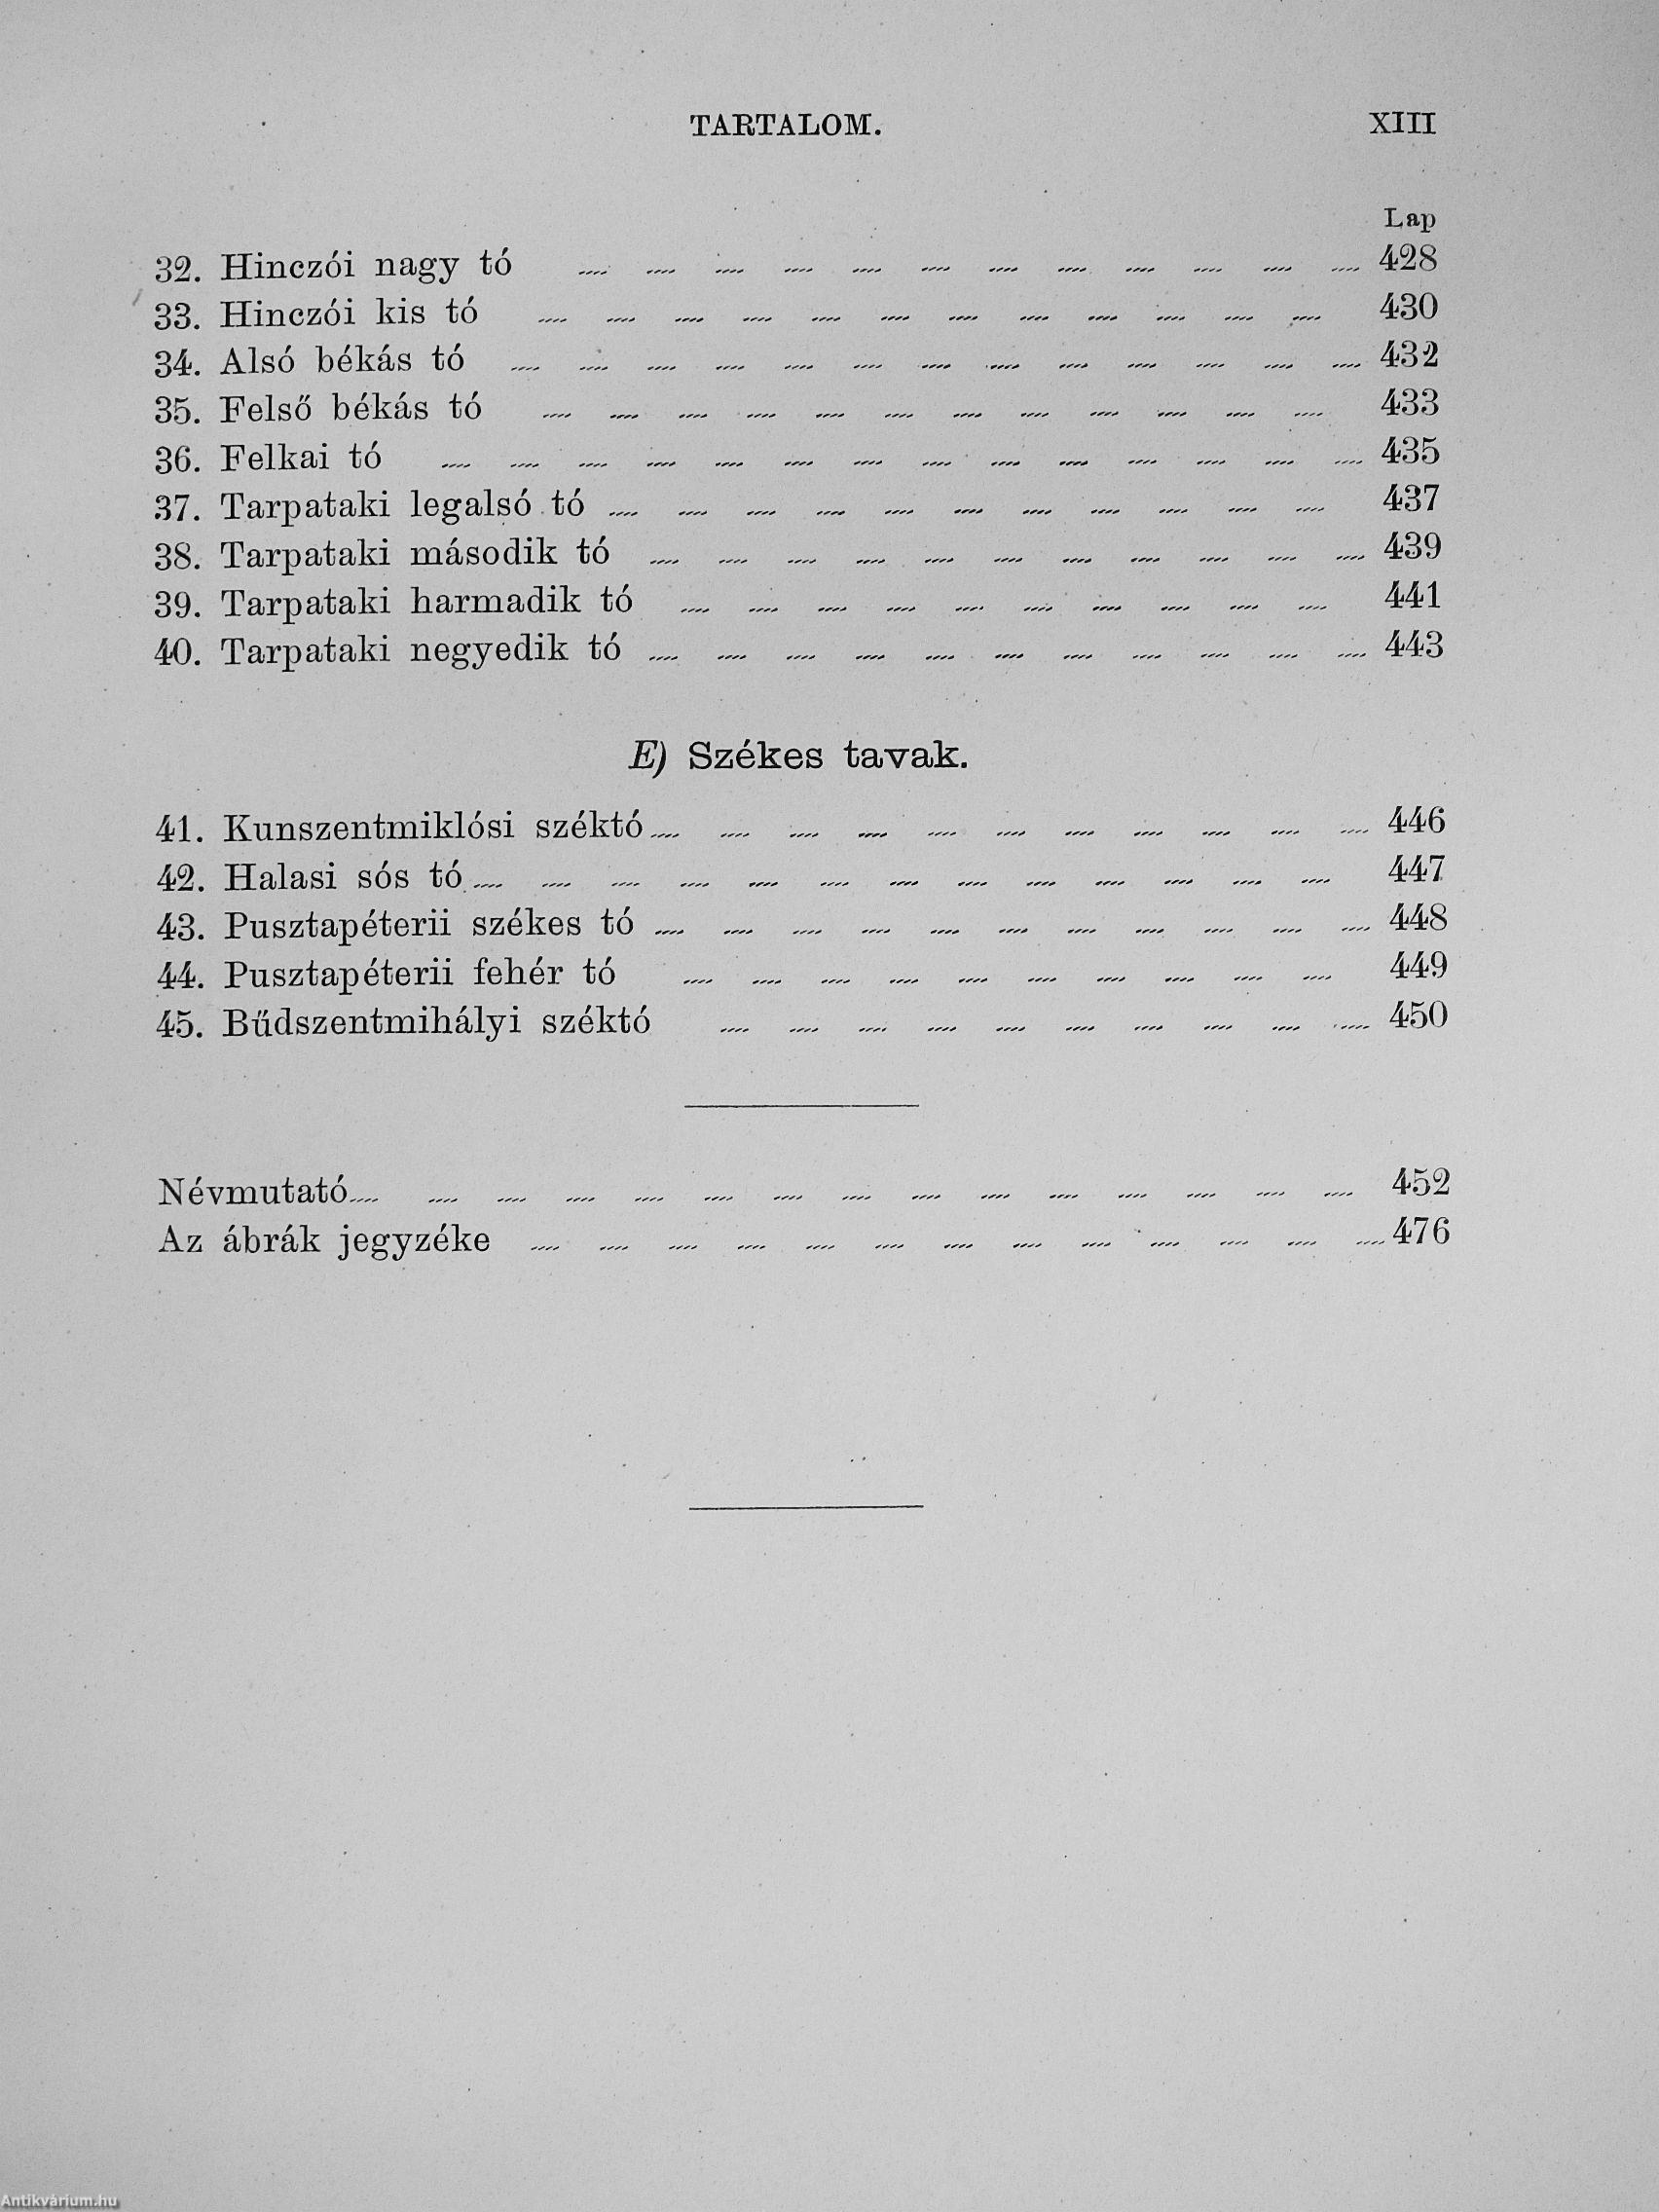 TARTALOM. XIII
Lap
32. Hinczói nagy tó 428
33. Hinczói kis tó 430
34. Alsó békás tó 432
35. Felső békás tó 433
36. Felkai tó 435
37. Tarpataki legalsó tó 437
38. Tarpataki második tó 439
39. Tarpataki harmadik tó 441
40. Tarpataki negyedik tó 443
E) Székes tavak.
41. Kunszentmiklósi széktó 446
42. Halasi sós tó 447
43. Pusztapéterii székes tó 448
44. Pusztapéterii fehér tó 449
45. Bűdszentmihályi széktó 450
Névmutató 452
Az ábrák jegyzéke 476
Antikvárium.hu